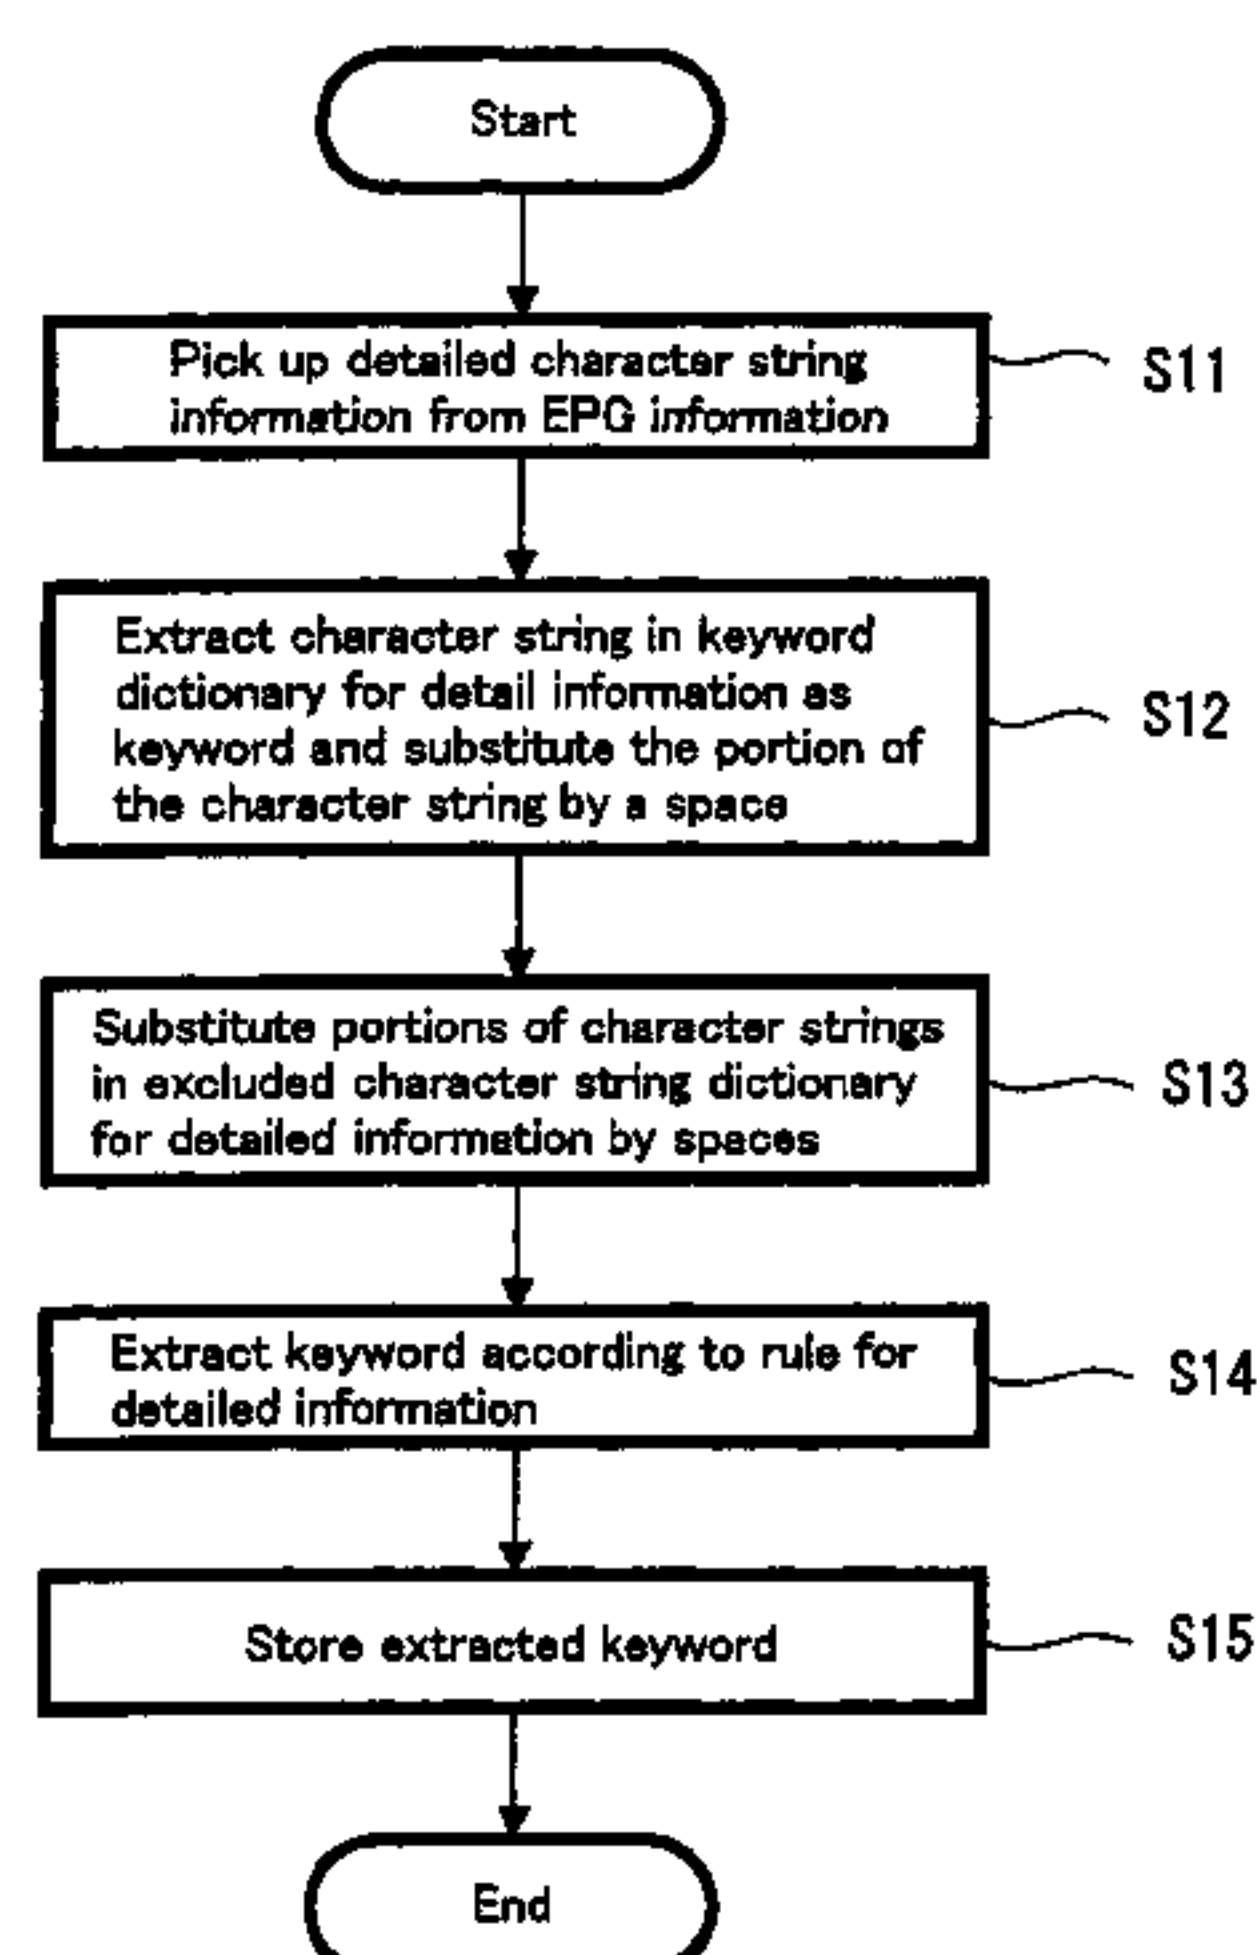 Start
Pick up detailed character string
information from EPG information
S11
Extract character string in keyword
dictionary for detail information as
keyword and substitute the portion of
the character string by a space
S12
Substitute portions of character strings
in excluded character string dictionary
for detailed information by spaces
S13
Extract keyword according to rule for
detailed information
S14
Store extracted keyword
S15
End